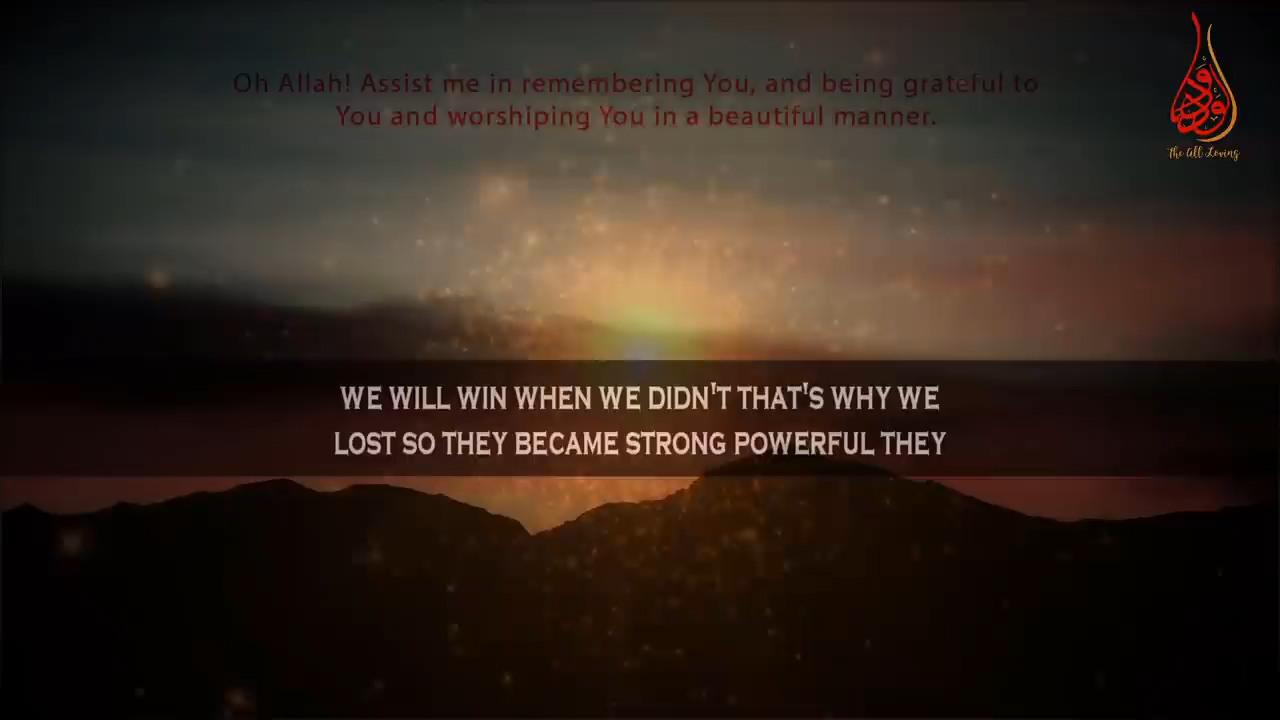 Oh Allah! Assist me in remembering You, and being grateful to
You and worshiping You in a beautiful manner.
The All Loving
WE WILL WIN WHEN WE DIDN'T THAT'S WHY WE
LOST SO THEY BECAME STRONG POWERFUL THEY